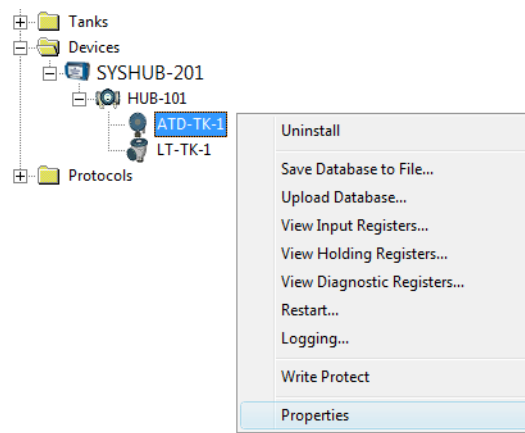 Tanks
Devices
SYSHUB-201
HUB-101
ATD-TK-1
LT-TK-1
Protocols
Uninstall
Save Database to File...
Upload Database...
View Input Registers...
View Holding Registers...
View Diagnostic Registers...
Restart...
Logging...
Write Protect
Properties